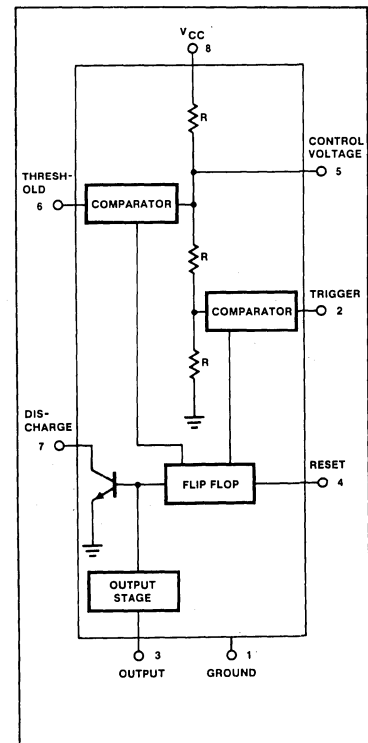 VCC
8
R
CONTROL
VOLTAGE
5
THRESH-
OLD
6
COMPARATOR
R
TRIGGER
COMPARATOR
2
R
DIS-
CHARGE
7
RESET
FLIP FLOP
4
OUTPUT
STAGE
3
1
OUTPUT
GROUND